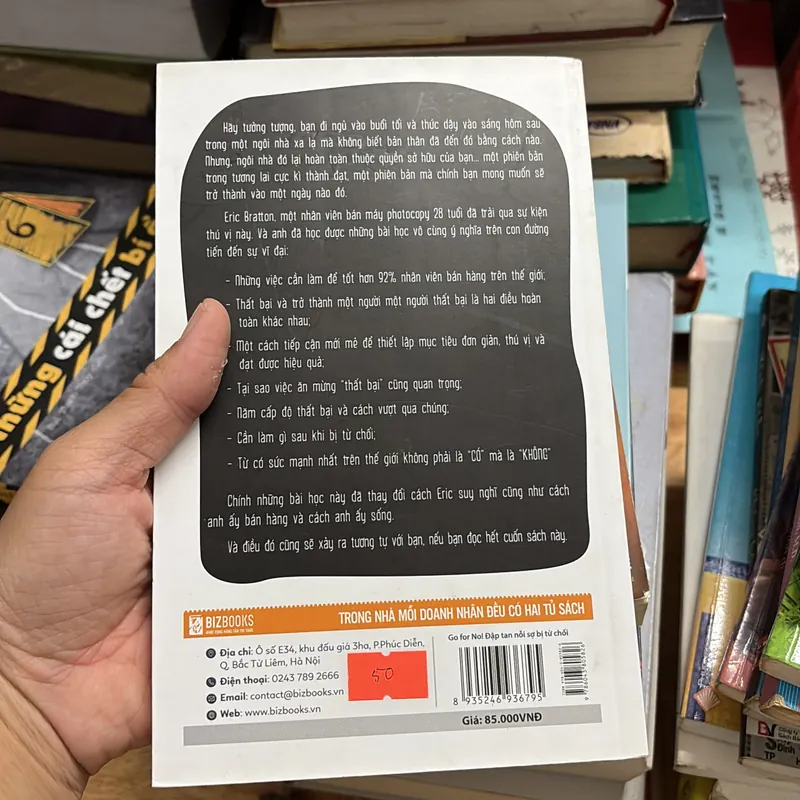 Hãy tưởng tượng, bạn đi ngủ vào buổi tối và thức dậy vào sáng hôm sau
trong một ngôi nhà xa lạ mà không biết bản thân đã đến đó bằng cách nào.
Nhưng, ngôi nhà đó lại hoàn toàn thuộc quyền sở hữu của bạn... một phiên bản
trong tương lai cực kì thành đạt, một phiên bản mà chính bạn mong muốn sẽ
trở thành vào một ngày nào đó.
Eric Bratton, một nhân viên bán máy photocopy 28 tuổi đã trải qua sự kiện
thú vị này. Và anh đã học được những bài học vô cùng ý nghĩa trên con đường
tiến đến sự vĩ đại:
- Những việc cần làm để tốt hơn 92% nhân viên bán hàng trên thế giới;
- Thất bại và trở thành một người một người thất bại là hai điều hoàn
toàn khác nhau;
- Một cách tiếp cận mới mẻ để thiết lập mục tiêu đơn giản, thú vị và
đạt được hiệu quả;
- Tại sao việc ăn mừng "thất bại" cũng quan trọng;
- Năm cấp độ thất bại và cách vượt qua chúng;
- Cần làm gì sau khi bị từ chối;
- Từ có sức mạnh nhất trên thế giới không phải là "CÓ" mà là "KHÔNG"
Chính những bài học này đã thay đổi cách Eric suy nghĩ cũng như cách
anh ấy bán hàng và cách anh ấy sống.
Và điều đó cũng sẽ xảy ra tương tự với bạn, nếu bạn đọc hết cuốn sách này.
BIZBOOKS
TRONG NHÀ MỖI DOANH NHÂN ĐỀU CÓ HAI TỦ SÁCH
Địa chỉ: Ô số E34, khu đấu giá 3ha, P.Phúc Diễn,
Q. Bắc Từ Liêm, Hà Nội
Điện thoại: 0243 789 2666
Email: contact@bizbooks.vn
Web: www.bizbooks.vn
50
Go for No! Đập tan nỗi sợ bị từ chối
8 935246 936795
Giá: 85.000VNĐ
những cái chết bí
6